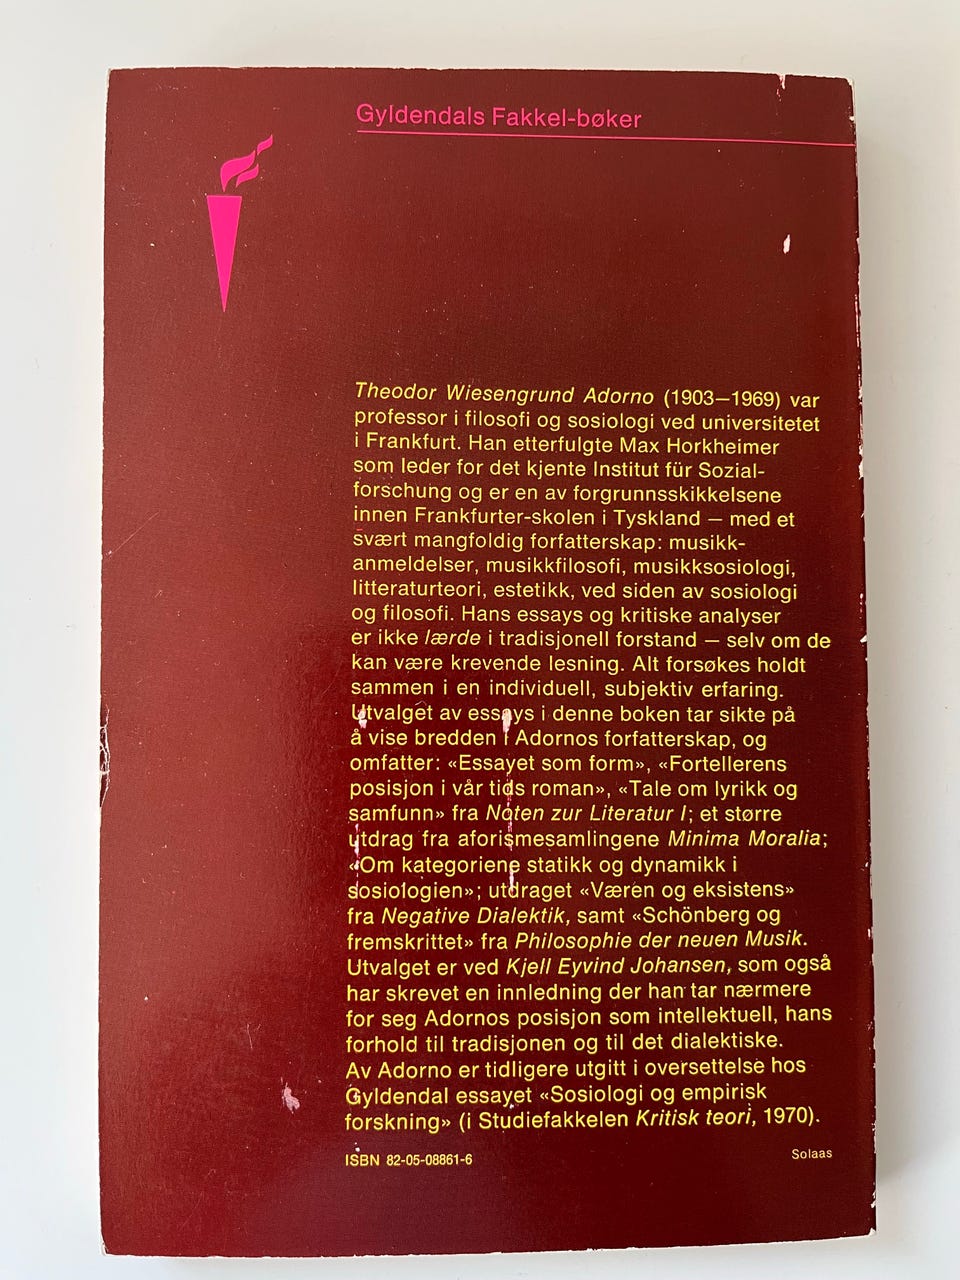 Gyldendals Fakkel-bøker
Theodor Wiesengrund Adorno (1903—1969) var
professor i filosofi og sosiologi ved universitetet
i Frankfurt. Han etterfulgte Max Horkheimer
som leder for det kjente Institut für Sozial-
forschung og er en av forgrunnsskikkelsene
innen Frankfurter-skolen i Tyskland — med et
svært mangfoldig forfatterskap: musikk-
anmeldelser, musikkfilosofi, musikksosiologi,
litteraturteori, estetikk, ved siden av sosiologi
og filosofi. Hans essays og kritiske analyser
er ikke lærde i tradisjonell forstand — selv om de
kan være krevende lesning. Alt forsøkes holdt
sammen i en individuell, subjektiv erfaring.
Utvalget av essays i denne boken tar sikte på
å vise bredden i Adornos forfatterskap, og
omfatter: «Essayet som form», «Fortellerens
posisjon i vår tids roman», «Tale om lyrikk og
samfunn» fra Noten zur Literatur I; et større
utdrag fra aforismesamlingene Minima Moralia;
«Om kategoriene statikk og dynamikk i
sosiologien»; utdraget «Væren og eksistens»
fra Negative Dialektik, samt «Schönberg og
fremskrittet» fra Philosophie der neuen Musik.
Utvalget er ved Kjell Eyvind Johansen, som også
har skrevet en innledning der han tar nærmere
for seg Adornos posisjon som intellektuell, hans
forhold til tradisjonen og til det dialektiske.
Av Adorno er tidligere utgitt i oversettelse hos
Gyldendal essayet «Sosiologi og empirisk
forskning» (i Studiefakkelen Kritisk teori, 1970).
ISBN 82-05-08861-6
Solaas